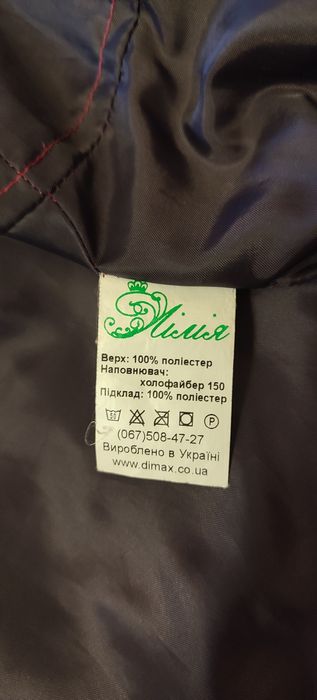 Лілія
Верх: 100% поліестер
Наповнювач:
холофайбер 150
Підклад: 100% поліестер
(067)508-47-27
Вироблено в Україні
www.dimax.co.ua